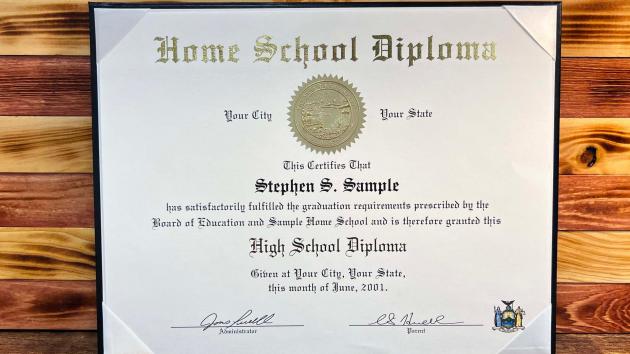 Home School Diploma
Your City Your State
This Certifies That
Stephen S. Sample
has satisfactorily fulfilled the graduation requirements prescribed by the
Board of Education and Sample Home School and is therefore granted this
High School Diploma
Given at Your City, Your State,
this month of June, 2001.
Administrator Parent